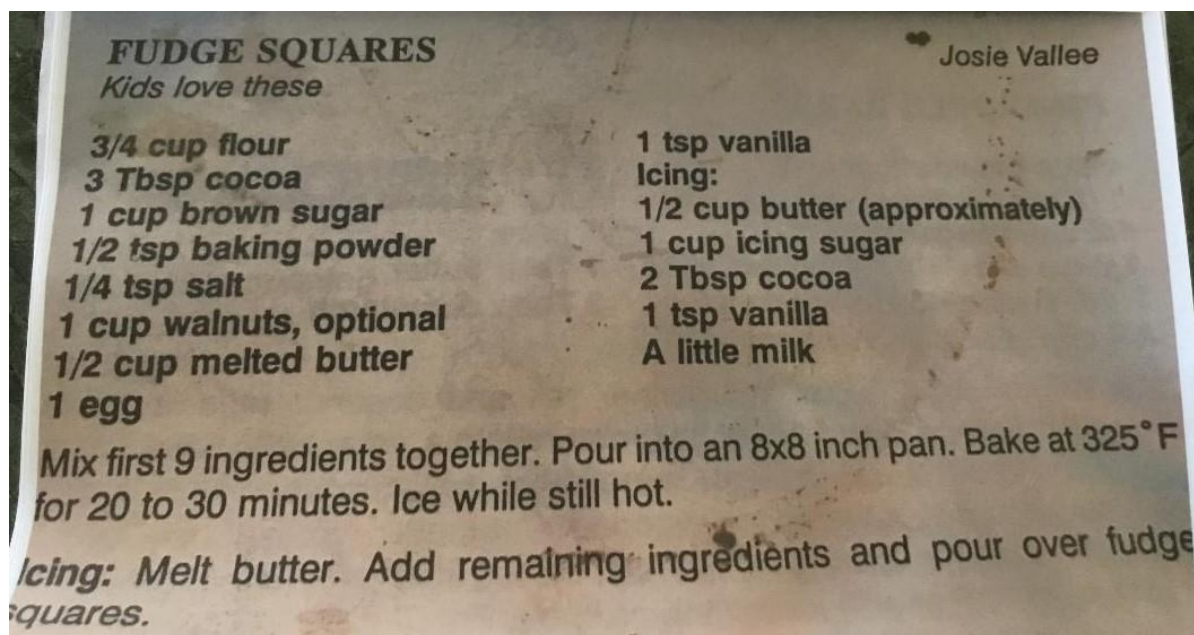 FUDGE SQUARES
Josie Vallee
Kids love these
3/4 cup flour
3 Tbsp cocoa
1 cup brown sugar
1/2 tsp baking powder
1/4 tsp salt
1 cup walnuts, optional
1/2 cup melted butter
1 egg
1 tsp vanilla
Icing:
1/2 cup butter (approximately)
1 cup icing sugar
2 Tbsp cocoa
1 tsp vanilla
A little milk
Mix first 9 ingredients together. Pour into an 8x8 inch pan. Bake at 325°F
for 20 to 30 minutes. Ice while still hot.
Icing: Melt butter. Add remaining ingredients and pour over fudge
squares.